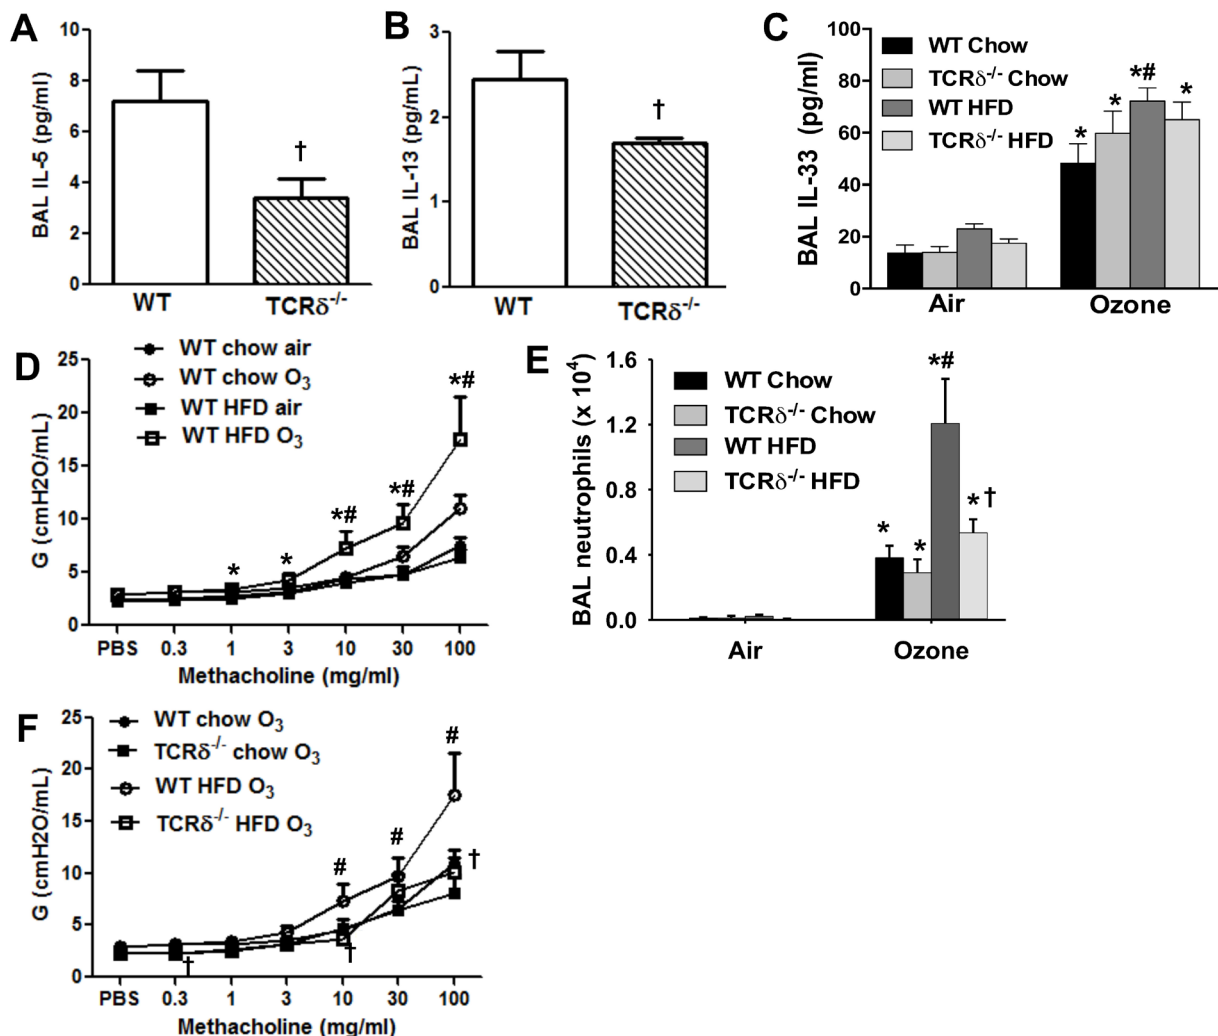 A
BAL IL-5 (pg/ml)
10
8
6
4
2
0
†
WT
TCRδ⁻/⁻
B
BAL IL-13 (pg/mL)
3
2
1
0
†
WT
TCRδ⁻/⁻
C
BAL IL-33 (pg/ml)
100
80
60
40
20
0
WT Chow
TCRδ⁻/⁻ Chow
WT HFD
TCRδ⁻/⁻ HFD
* * *# *
Air Ozone
D
WT chow air
WT chow O₃
WT HFD air
WT HFD O₃
G (cmH2O/mL)
25
20
15
10
5
0
* * *# *# *#
PBS 0.3 1 3 10 30 100
Methacholine (mg/ml)
E
BAL neutrophils (x 10⁴)
1.6
1.2
0.8
0.4
0.0
WT Chow
TCRδ⁻/⁻ Chow
WT HFD
TCRδ⁻/⁻ HFD
* * *# *†
Air Ozone
F
WT chow O₃
TCRδ⁻/⁻ chow O₃
WT HFD O₃
TCRδ⁻/⁻ HFD O₃
G (cmH2O/mL)
25
20
15
10
5
0
# # #
† † †
PBS 0.3 1 3 10 30 100
Methacholine (mg/ml)